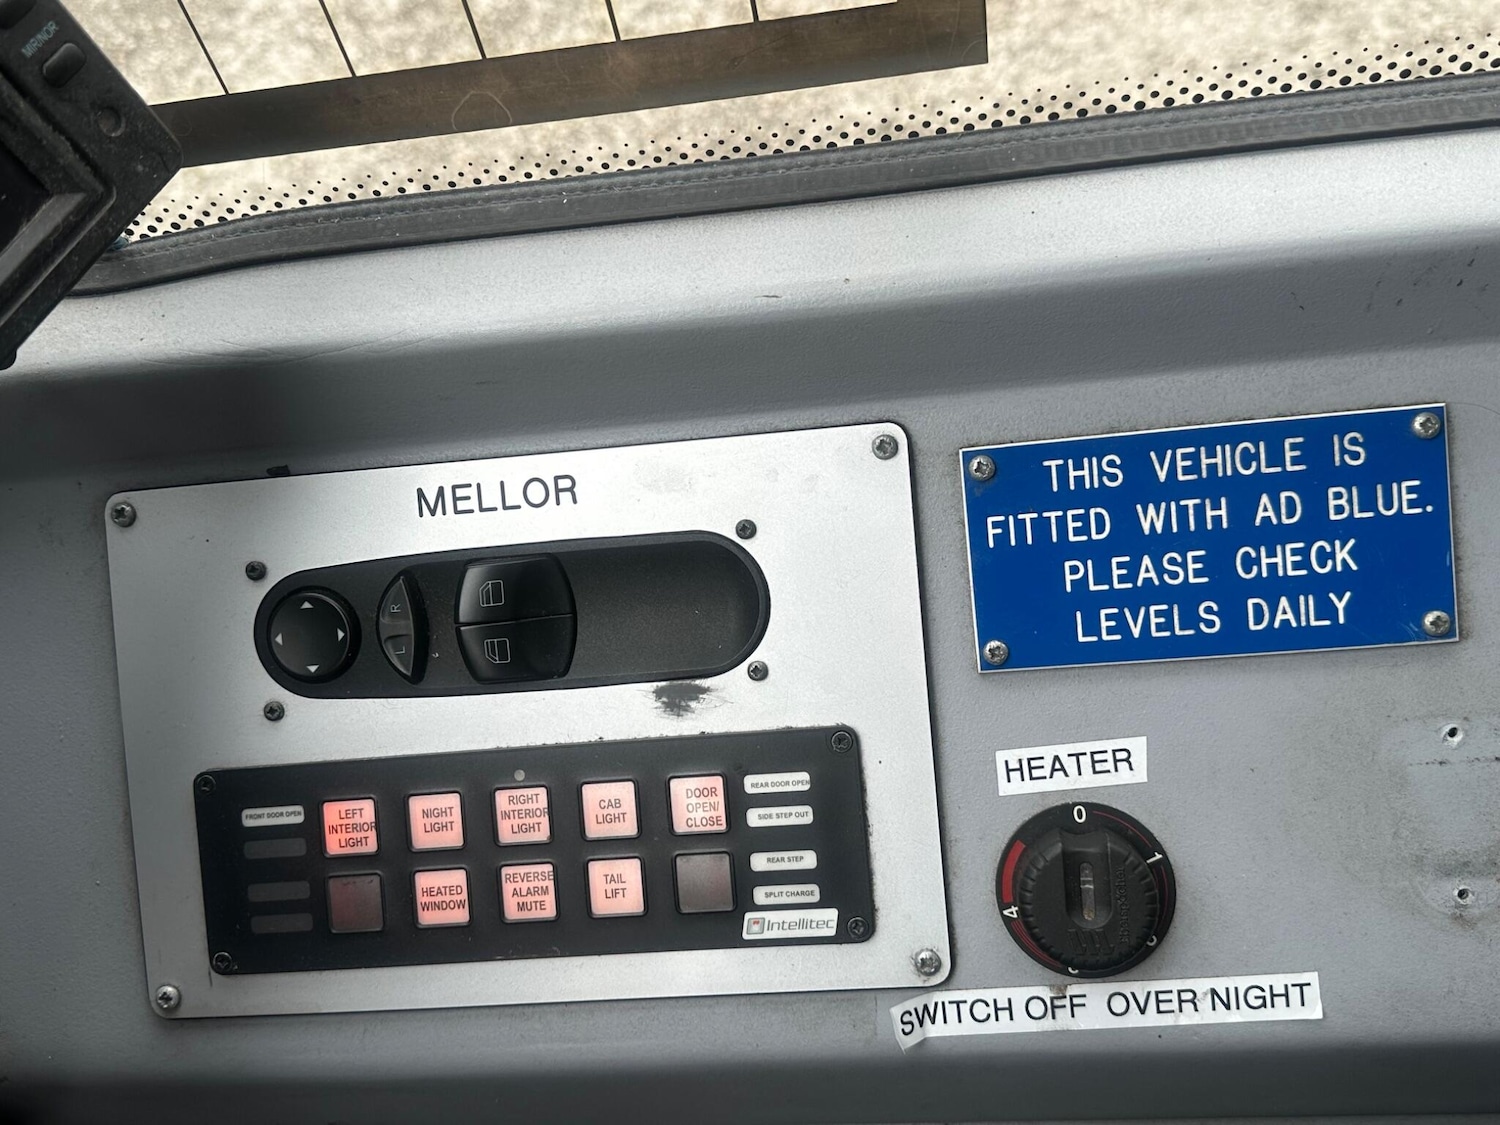 MIRROR
MELLOR
R
L
THIS VEHICLE IS
FITTED WITH AD BLUE.
PLEASE CHECK
LEVELS DAILY
FRONT DOOR OPEN
LEFT
INTERIOR
LIGHT
NIGHT
LIGHT
RIGHT
INTERIOR
LIGHT
CAB
LIGHT
DOOR
OPEN/
CLOSE
REAR DOOR OPEN
SIDE STEP OUT
HEATED
WINDOW
REVERSE
ALARM
MUTE
TAIL
LIFT
REAR STEP
SPLIT CHARGE
Intellitec
HEATER
0
1
4
SWITCH OFF OVER NIGHT